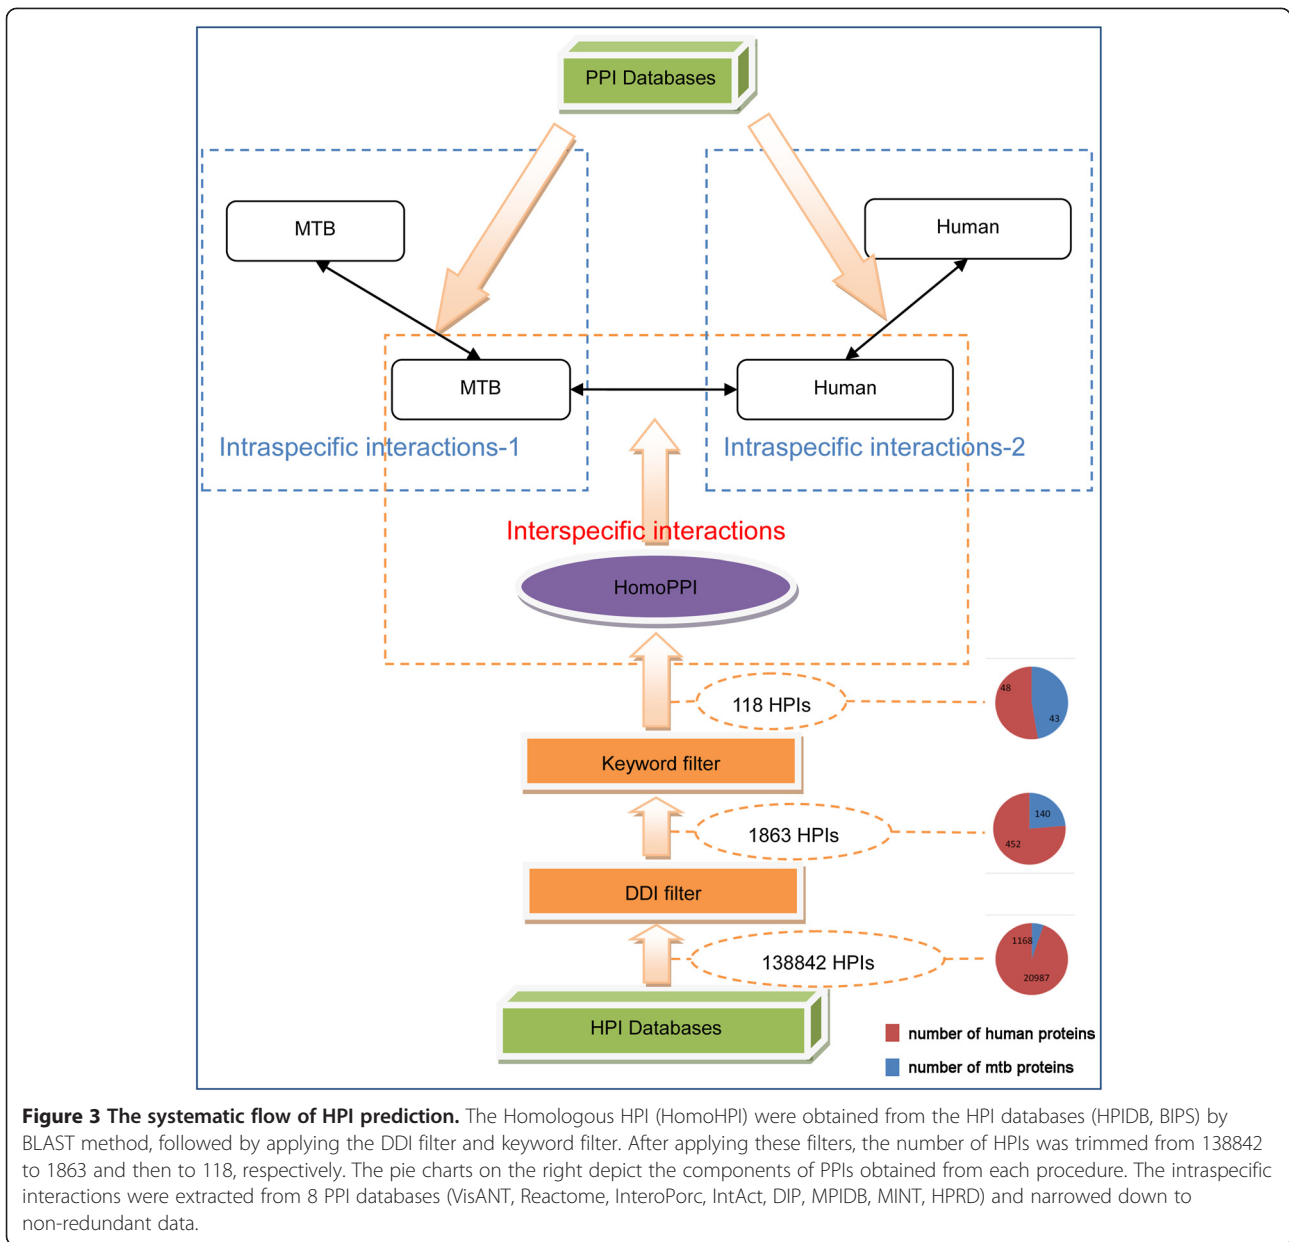 PPI Databases
MTB
Human
MTB
Human
Intraspecific interactions-1
Intraspecific interactions-2
Interspecific interactions
HomoPPI
118 HPIs
48
43
Keyword filter
1863 HPIs
140
452
DDI filter
138842 HPIs
1168
20987
HPI Databases
number of human proteins
number of mtb proteins
Figure 3 The systematic flow of HPI prediction. The Homologous HPI (HomoHPI) were obtained from the HPI databases (HPIDB, BIPS) by
BLAST method, followed by applying the DDI filter and keyword filter. After applying these filters, the number of HPIs was trimmed from 138842
to 1863 and then to 118, respectively. The pie charts on the right depict the components of PPIs obtained from each procedure. The intraspecific
interactions were extracted from 8 PPI databases (VisANT, Reactome, InteroPorc, IntAct, DIP, MPIDB, MINT, HPRD) and narrowed down to
non-redundant data.